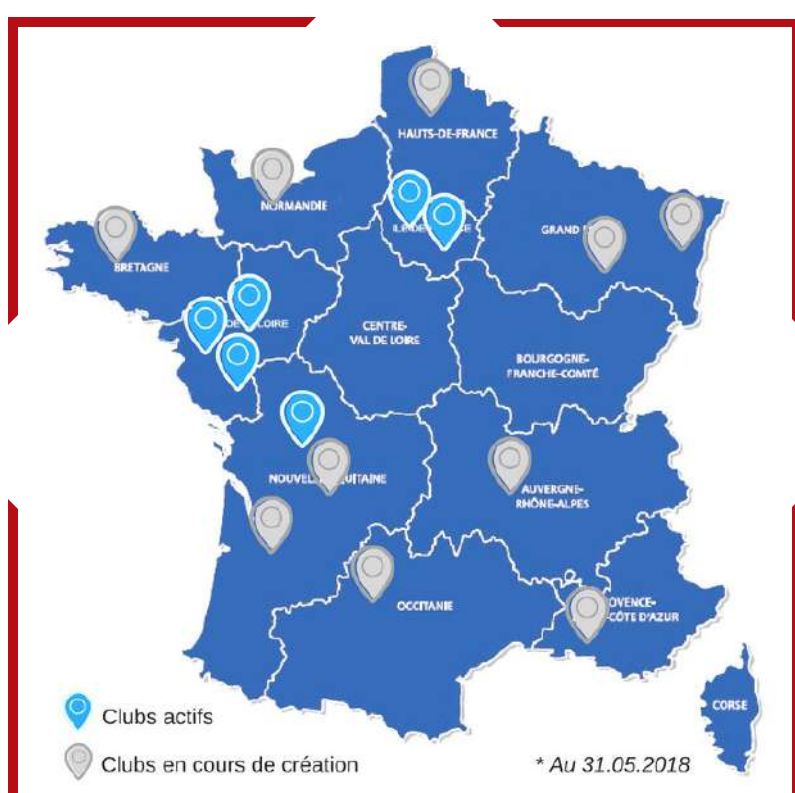 HAUTS-DE-FRANCE
NORMANDIE
GRAND
BRETAGNE
LOIRE
CENTRE-
VAL DE LOIRE
BOURGOGNE-
FRANCHE-COMTÉ
AUVERGNE-
RHÔNE-ALPES
OCCITANIE
CÔTE D'AZUR
CORSE
Clubs actifs
Clubs en cours de création
* Au 31.05.2018